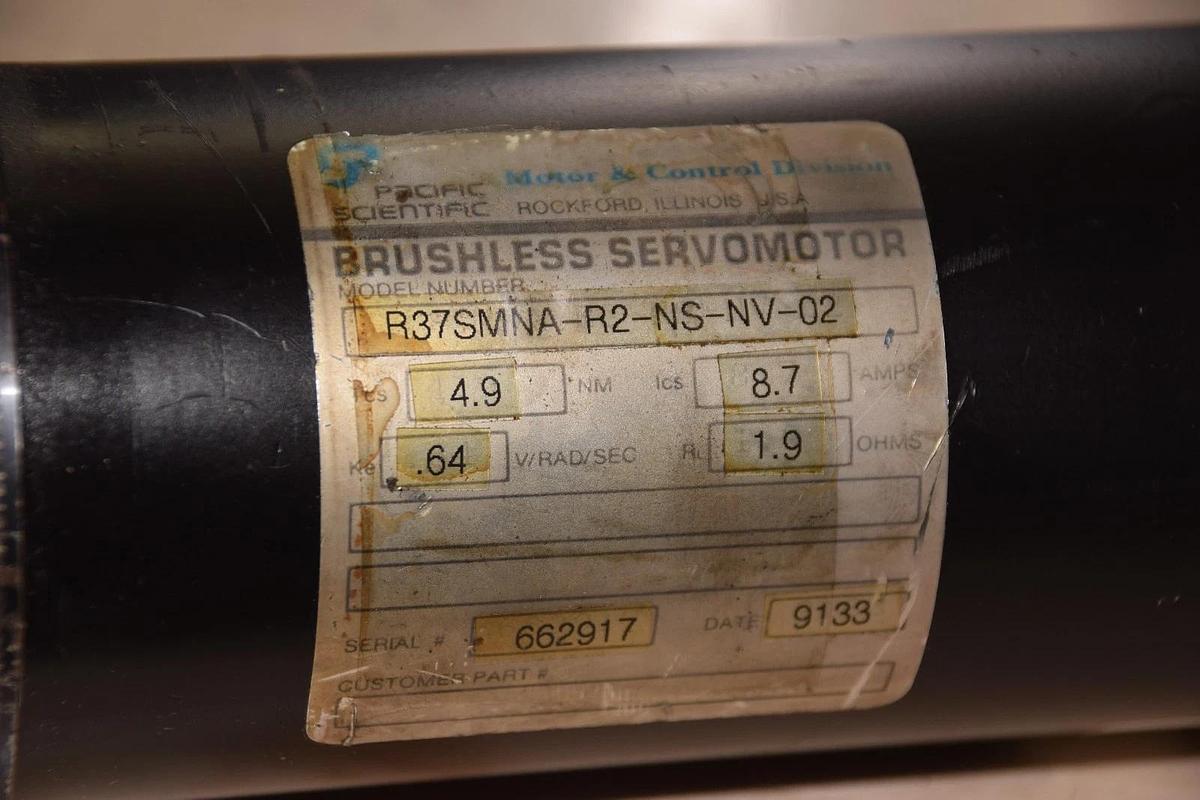 PACIFIC
SCIENTIFIC
Motor & Control Division
ROCKFORD, ILLINOIS U.S.A
BRUSHLESS SERVOMOTOR
MODEL NUMBER
R37SMNA-R2-NS-NV-02
Tcs 4.9 NM Ics 8.7 AMPS
Ke .64 V/RAD/SEC RL 1.9 OHMS
SERIAL # 662917 DATE 9133
CUSTOMER PART #